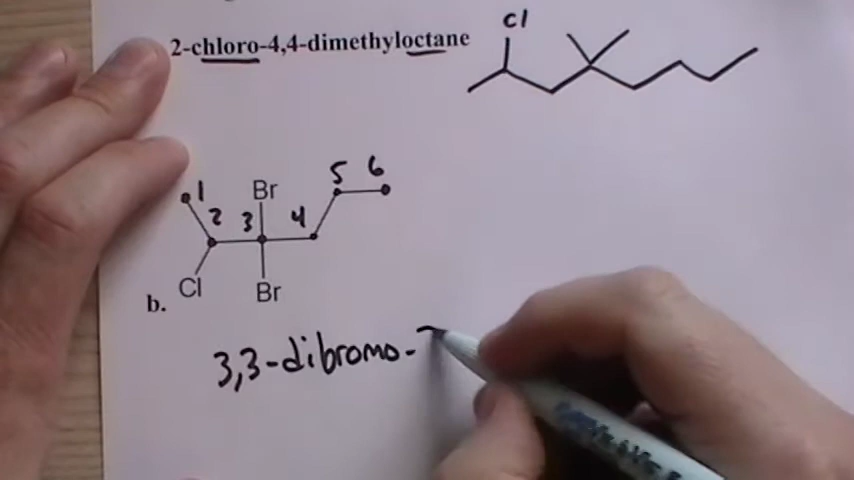 Cl
2-chloro-4,4-dimethyloctane
5 6
1 Br
2 3 4
Cl Br
b.
3,3-dibromo-